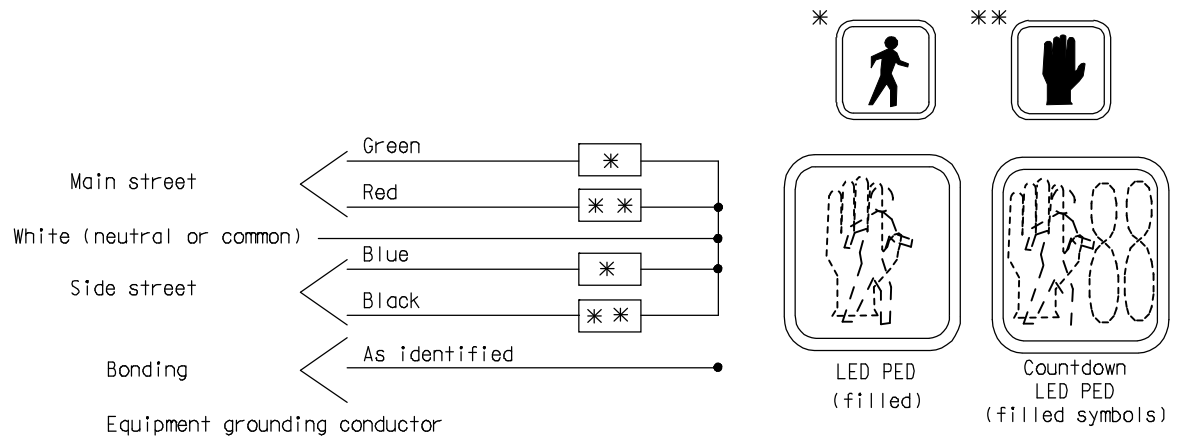 *
**
Green
*
Main street
Red
* *
White (neutral or common)
Blue
*
Side street
Black
* *
As identified
Bonding
Equipment grounding conductor
LED PED
(filled)
Countdown
LED PED
(filled symbols)